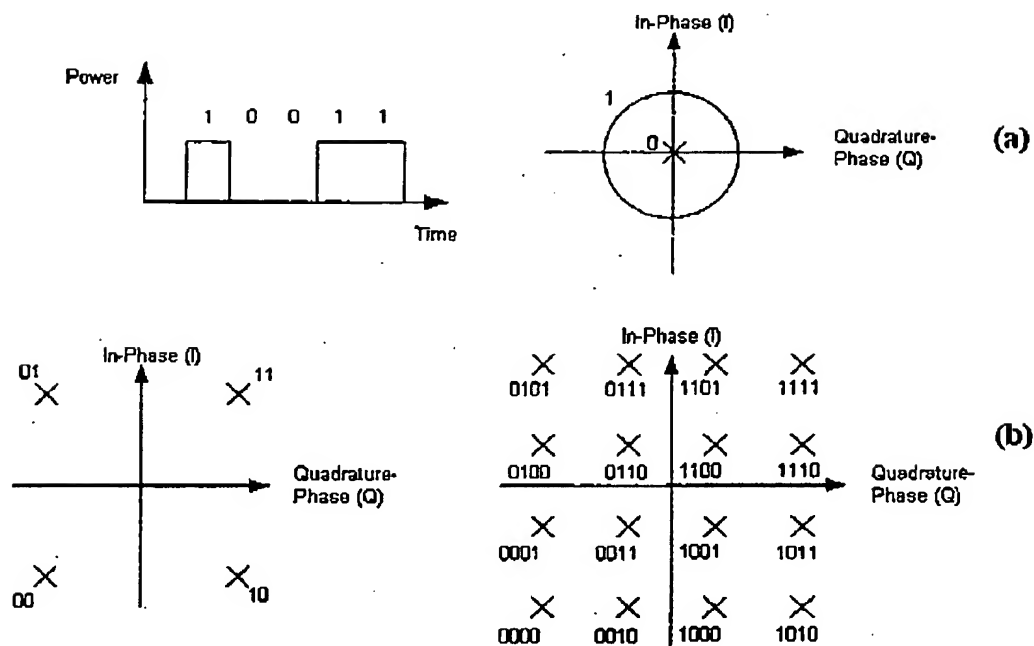 In-Phase (I)
Power
1 0 0 1 1
1
0
Quadrature-
Phase (Q)
(a)
Time
In-Phase (I)
01
11
Quadrature-
Phase (Q)
00
10
In-Phase (I)
0101 0111 1101 1111
(b)
0100 0110 1100 1110
Quadrature-
Phase (Q)
0001 0011 1001 1011
0000 0010 1000 1010